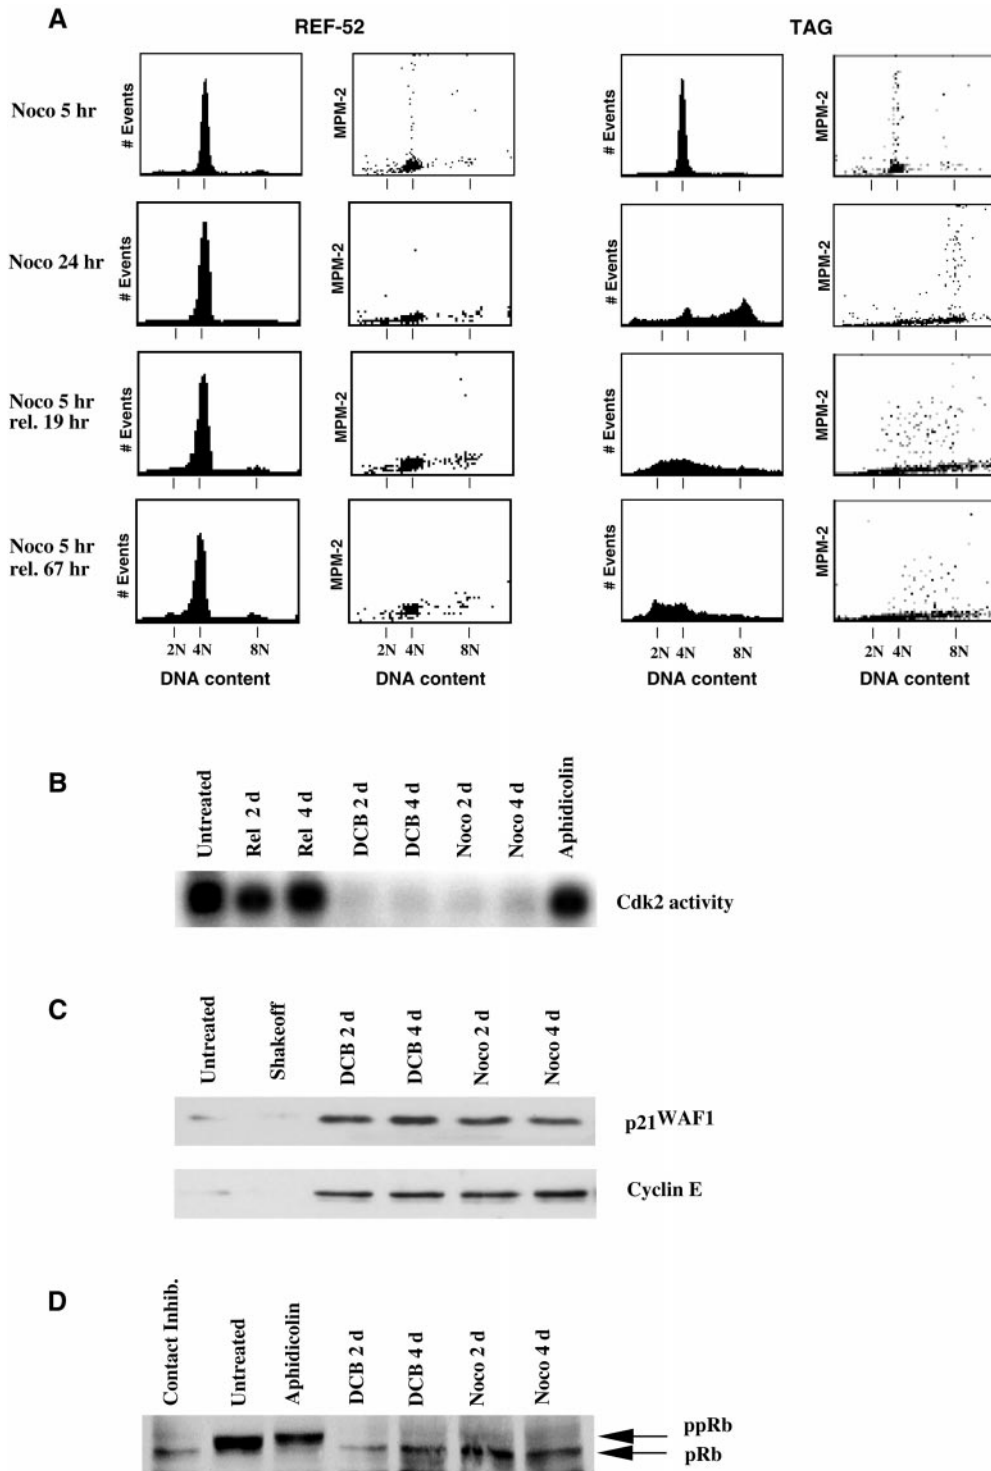 A
REF-52
TAG
Noco 5 hr
# Events
MPM-2
# Events
MPM-2
Noco 24 hr
# Events
MPM-2
# Events
MPM-2
Noco 5 hr
rel. 19 hr
# Events
MPM-2
# Events
MPM-2
Noco 5 hr
rel. 67 hr
# Events
MPM-2
# Events
MPM-2
2N 4N 8N
2N 4N 8N
2N 4N 8N
2N 4N 8N
DNA content
DNA content
DNA content
DNA content
B
Untreated
Rel 2 d
Rel 4 d
DCB 2 d
DCB 4 d
Noco 2 d
Noco 4 d
Aphidicolin
Cdk2 activity
C
Untreated
Shakeoff
DCB 2 d
DCB 4 d
Noco 2 d
Noco 4 d
p21WAF1
Cyclin E
D
Contact Inhib.
Untreated
Aphidicolin
DCB 2 d
DCB 4 d
Noco 2 d
Noco 4 d
ppRb
pRb